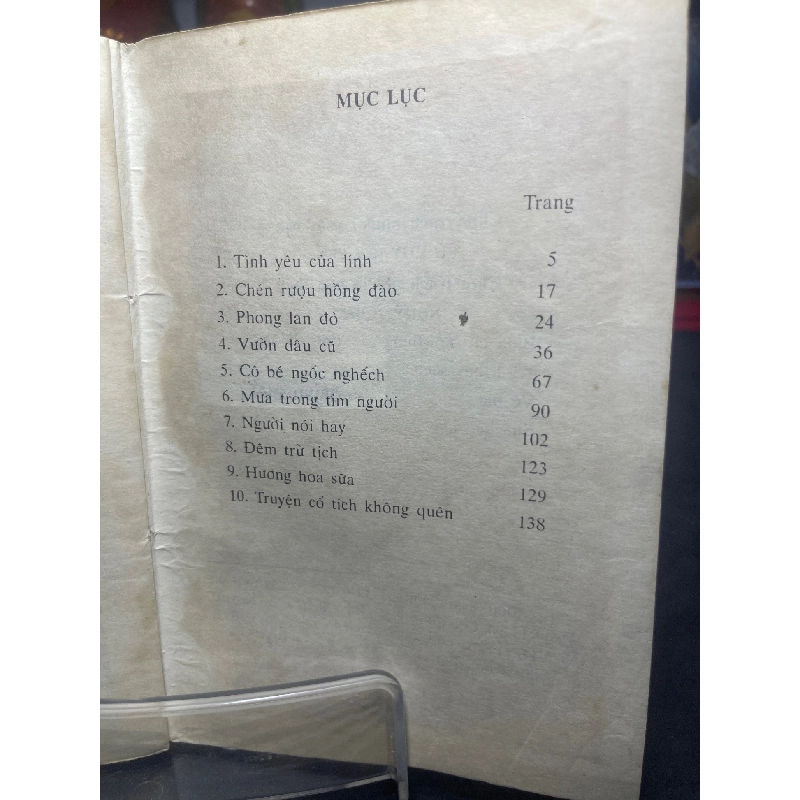 MỤC LỤC
Trang
1. Tình yêu của lính 5
2. Chén rượu hồng đào 17
3. Phong lan đỏ 24
4. Vườn dâu cũ 36
5. Cô bé ngốc nghếch 67
6. Mưa trong tim người 90
7. Người nói hay 102
8. Đêm trừ tịch 123
9. Hương hoa sữa 129
10. Truyện cổ tích không quên 138